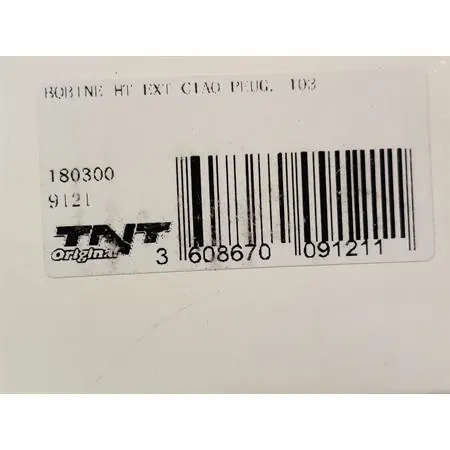 BOBINE HT EXT CIAO PEUG. 103
180300
9121
TNT
Original
3 608670 091211